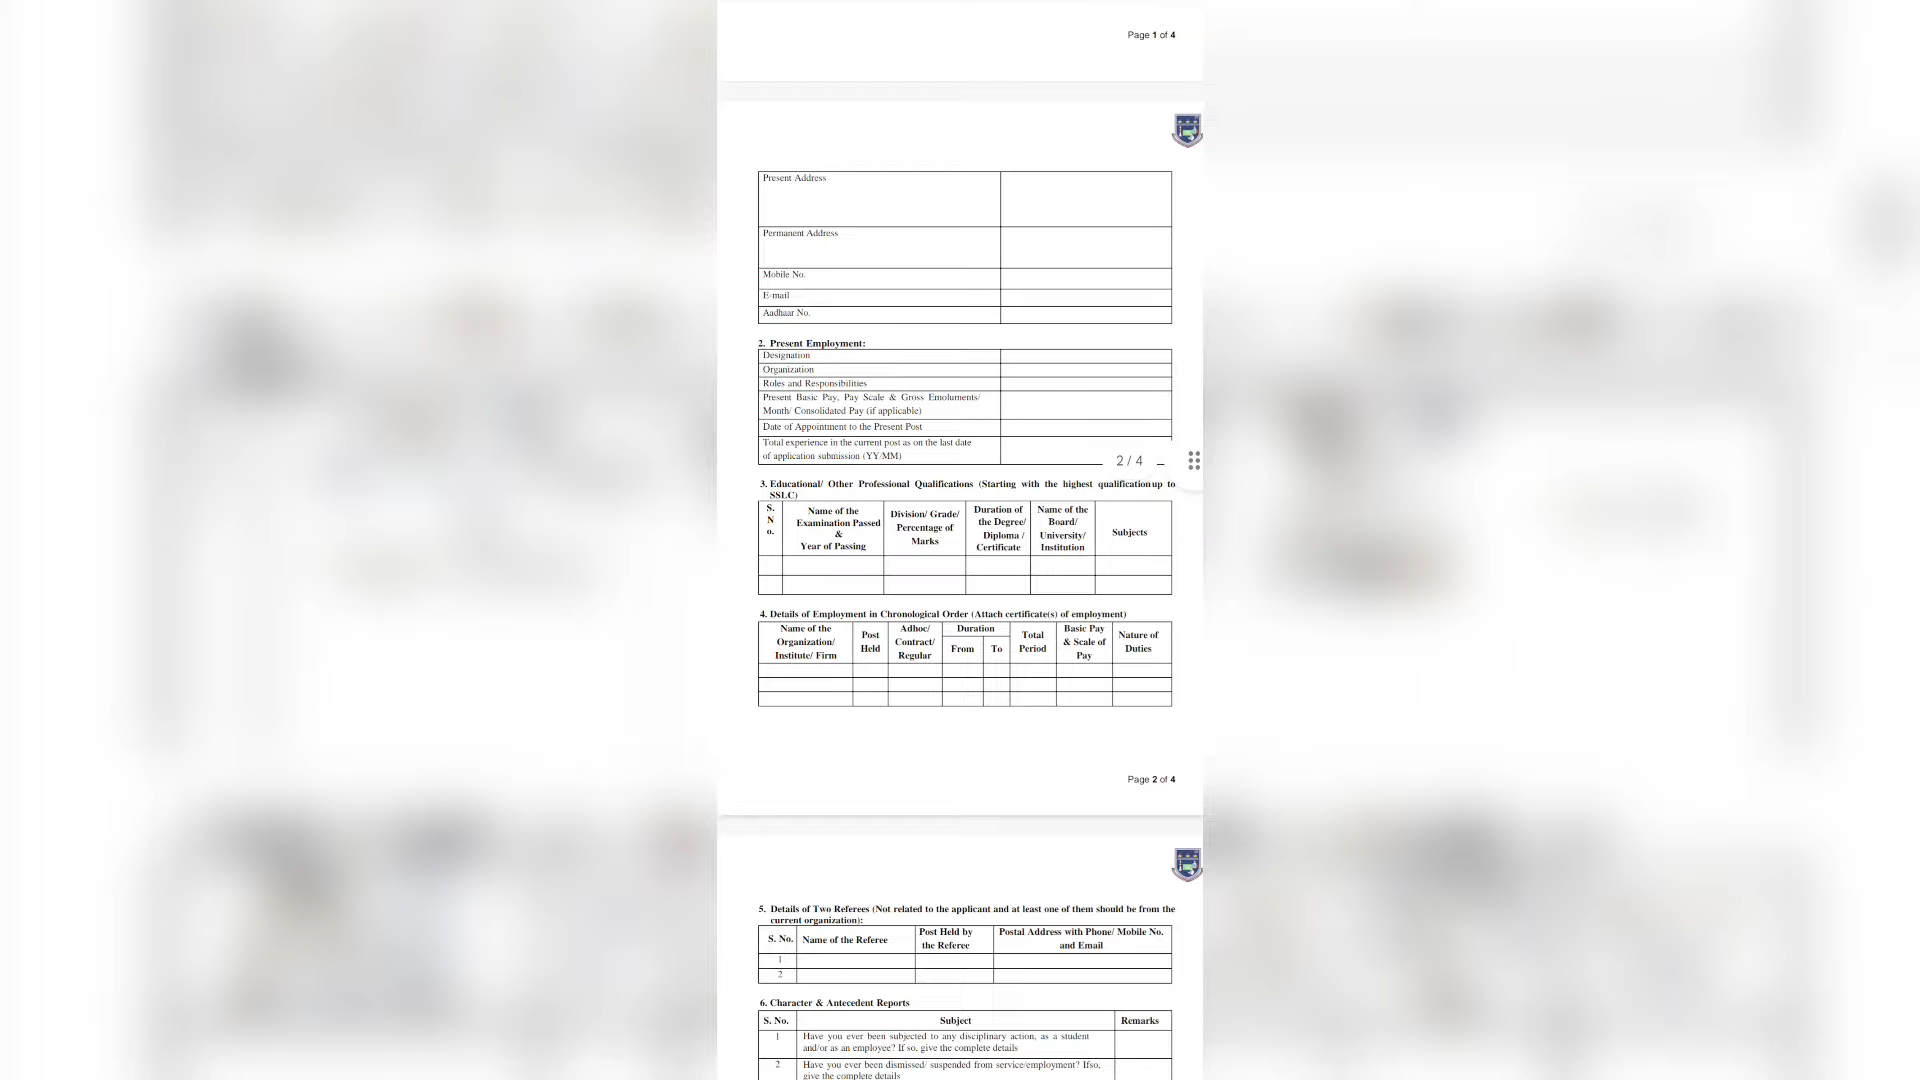 Page 1 of 4
Present Address
Permanent Address
Mobile No.
E-mail
Aadhaar No.
2. Present Employment:
Designation
Organization
Roles and Responsibilities
Present Basic Pay, Pay Scale & Gross Emoluments/
Month/ Consolidated Pay (if applicable)
Date of Appointment to the Present Post
Total experience in the current post as on the last date
of application submission (YY/MM)
2 / 4
3. Educational/ Other Professional Qualifications (Starting with the highest qualification up to
SSLC)
S.
N
o.
Name of the
Examination Passed
&
Year of Passing
Division/ Grade/
Percentage of
Marks
Duration of
the Degree/
Diploma /
Certificate
Name of the
Board/
University/
Institution
Subjects
4. Details of Employment in Chronological Order (Attach certificate(s) of employment)
Name of the
Organization/
Institute/ Firm
Post
Held
Adhoc/
Contract/
Regular
Duration
From
To
Total
Period
Basic Pay
& Scale of
Pay
Nature of
Duties
Page 2 of 4
5. Details of Two Referees (Not related to the applicant and at least one of them should be from the
current organization):
S. No.
Name of the Referee
Post Held by
the Referee
Postal Address with Phone/ Mobile No.
and Email
1
2
6. Character & Antecedent Reports
S. No.
Subject
Remarks
1
Have you ever been subjected to any disciplinary action, as a student
and/or as an employee? If so, give the complete details
2
Have you ever been dismissed/ suspended from service/employment? Ifso,
give the complete details